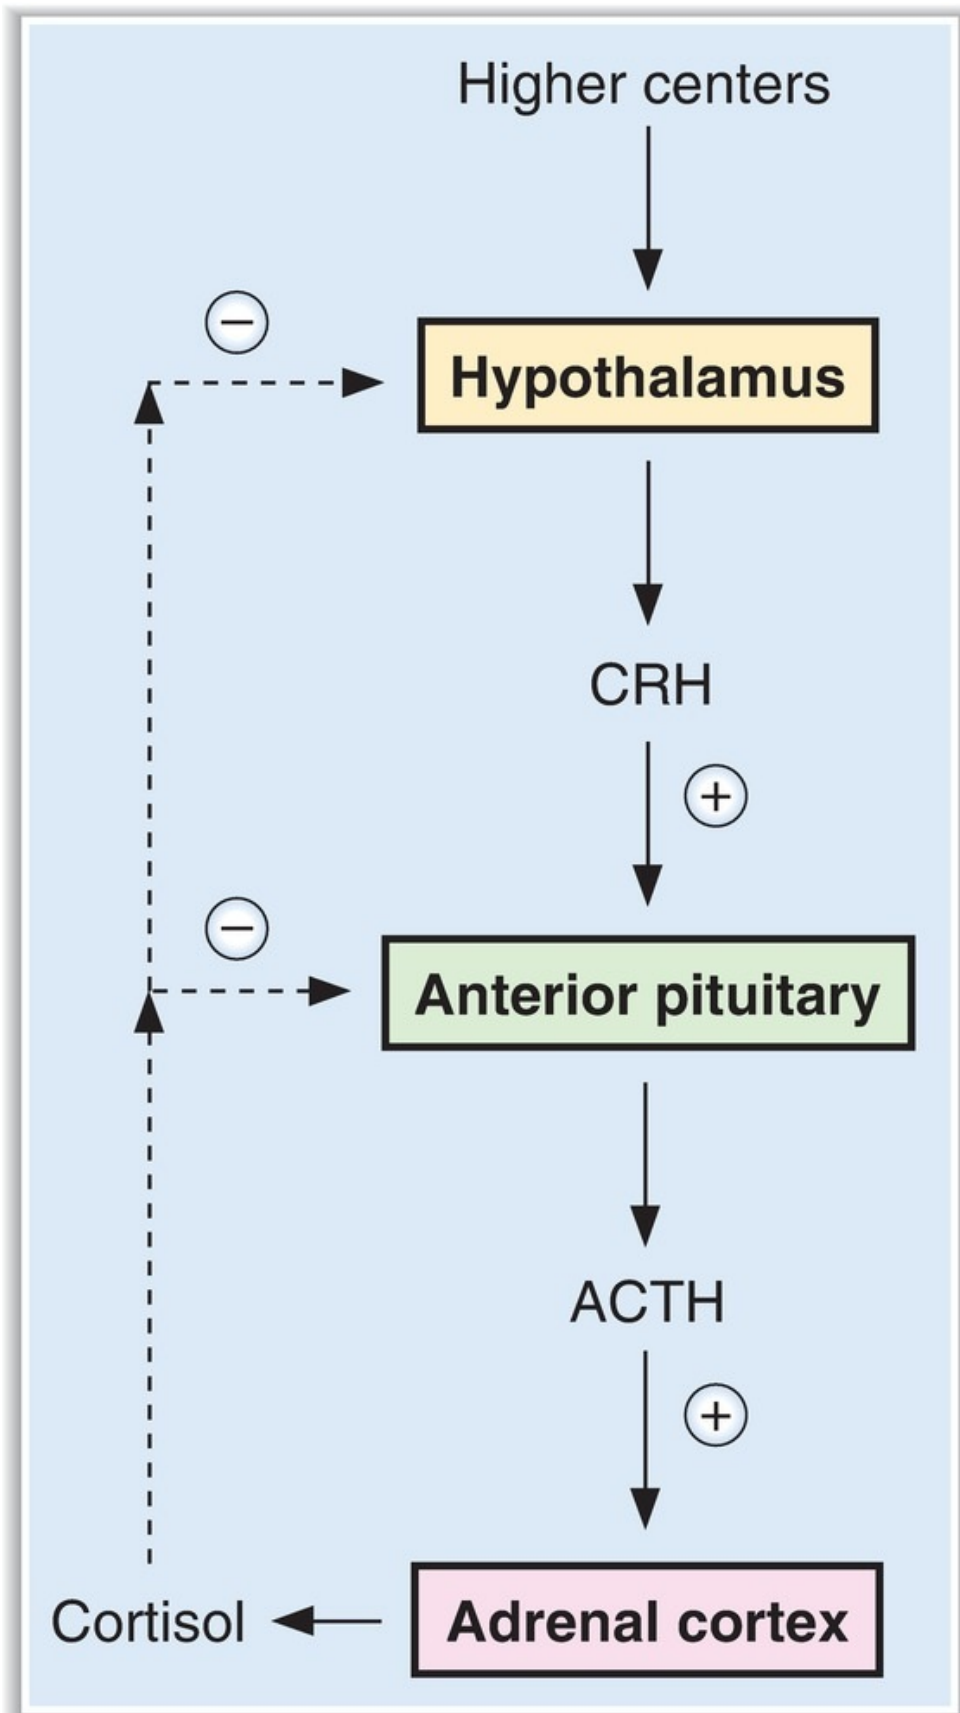 Higher centers
−
Hypothalamus
CRH
+
−
Anterior pituitary
ACTH
+
Cortisol
Adrenal cortex